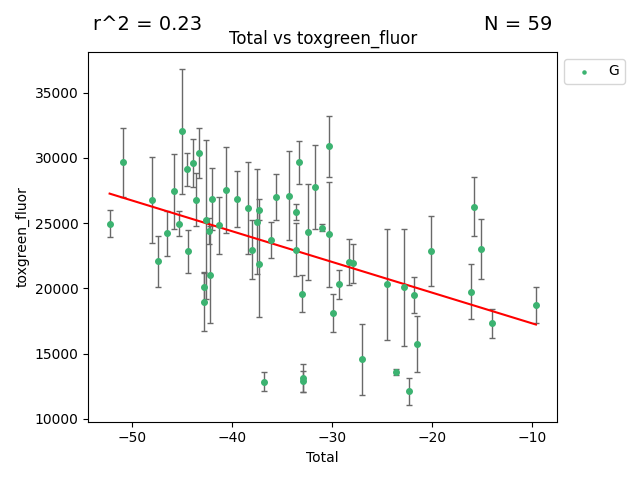 r^2 = 0.23
N = 59
Total vs toxgreen_fluor
G
35000
30000
25000
20000
15000
10000
toxgreen_fluor
−50
−40
−30
−20
−10
Total